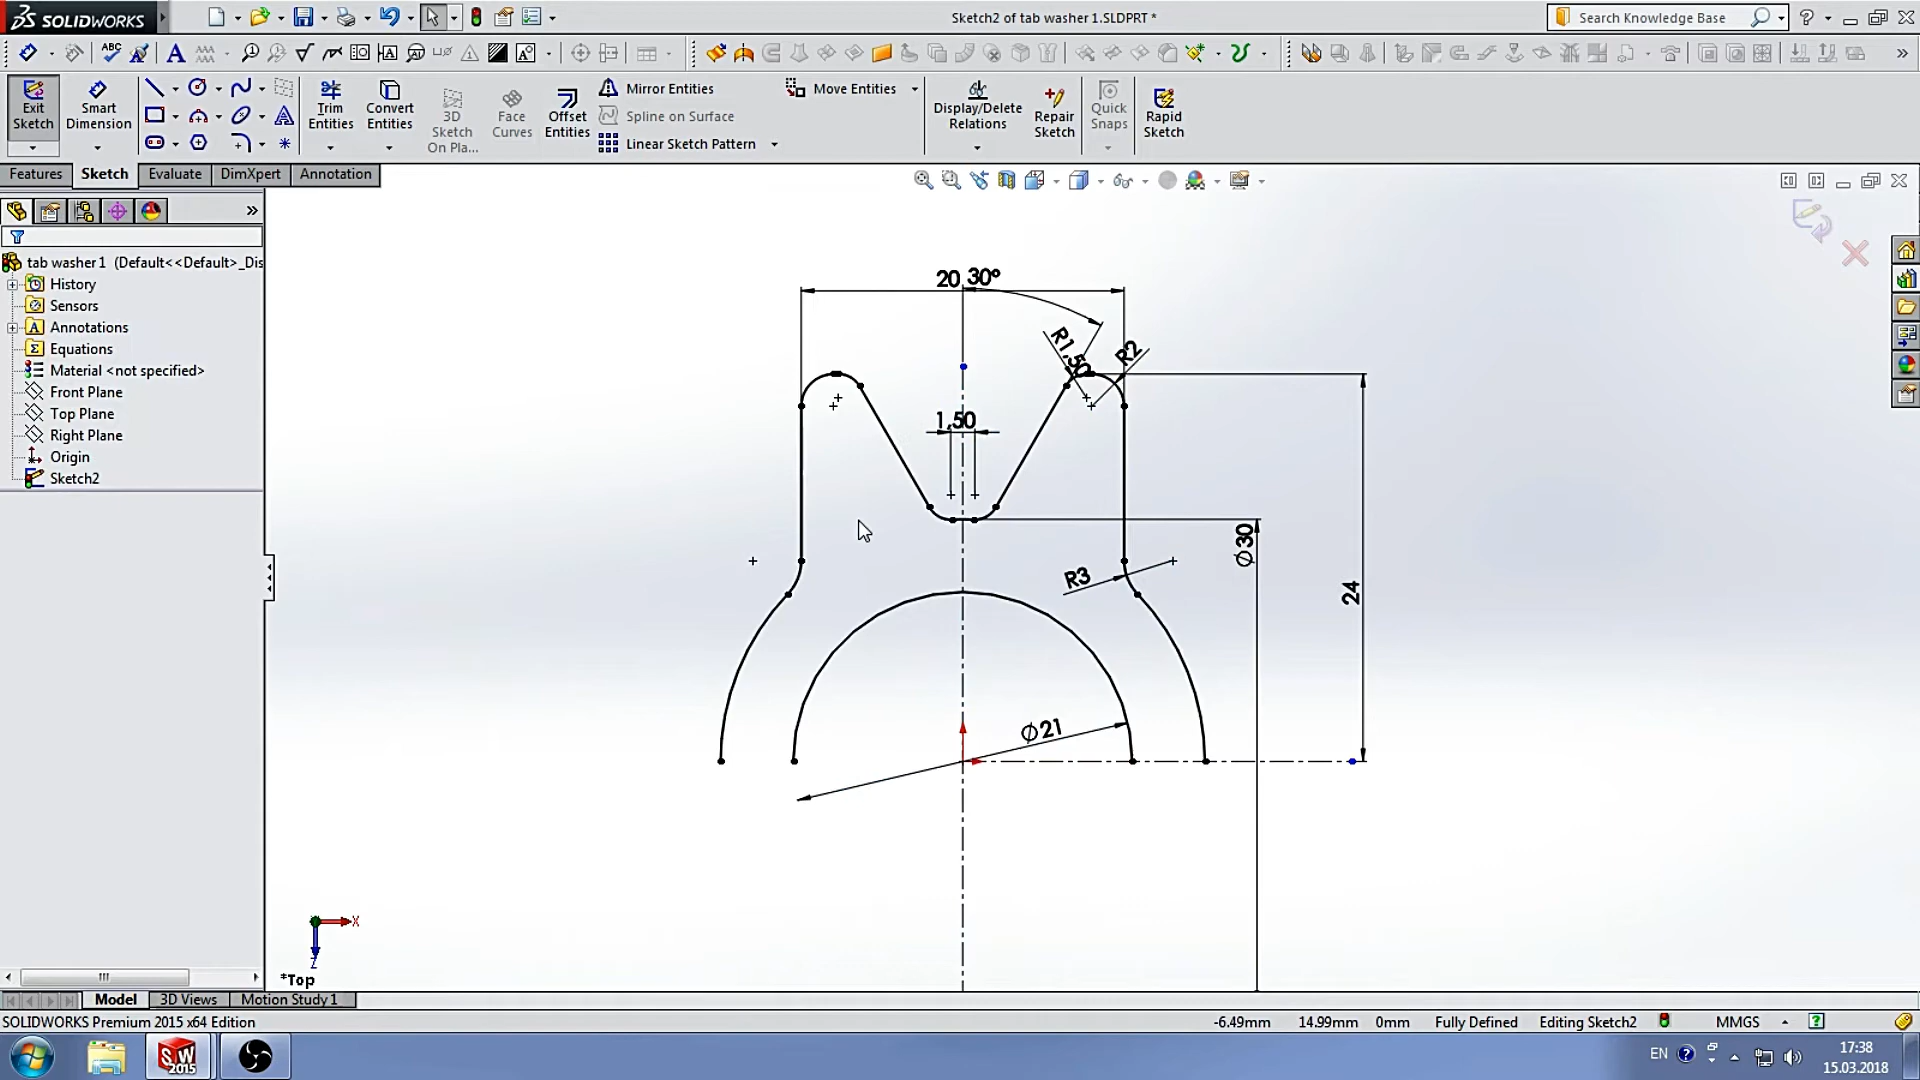 SOLIDWORKS
Sketch2 of tab washer 1.SLDPRT *
Search Knowledge Base
Exit Sketch
Smart Dimension
Trim Entities
Convert Entities
3D Sketch On Pla...
Face Curves
Offset Entities
Mirror Entities
Spline on Surface
Linear Sketch Pattern
Move Entities
Display/Delete Relations
Repair Sketch
Quick Snaps
Rapid Sketch
Features
Sketch
Evaluate
DimXpert
Annotation
tab washer 1 (Default<<Default>_Dis
History
Sensors
Annotations
Equations
Material <not specified>
Front Plane
Top Plane
Right Plane
Origin
Sketch2
20
30°
R1,50
R2
1,50
Ø30
R3
24
Ø21
X
Z
*Top
Model
3D Views
Motion Study 1
SOLIDWORKS Premium 2015 x64 Edition
-6.49mm
14.99mm
0mm
Fully Defined
Editing Sketch2
MMGS
SW
2015
EN
17:38
15.03.2018